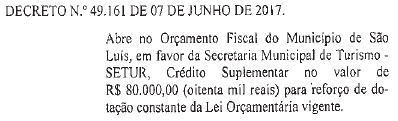 DECRETO N.º 49.161 DE 07 DE JUNHO DE 2017.
Abre no Orçamento Fiscal do Município de São
Luís, em favor da Secretaria Municipal de Turismo -
SETUR, Crédito Suplementar no valor de
R$ 80.000,00 (oitenta mil reais) para reforço de do-
tação constante da Lei Orçamentária vigente.